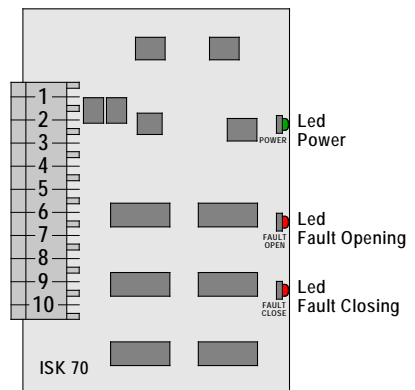 1
2
3
4
5
6
7
8
9
10
POWER
Led
Power
FAULT
OPEN
Led
Fault Opening
FAULT
CLOSE
Led
Fault Closing
ISK 70